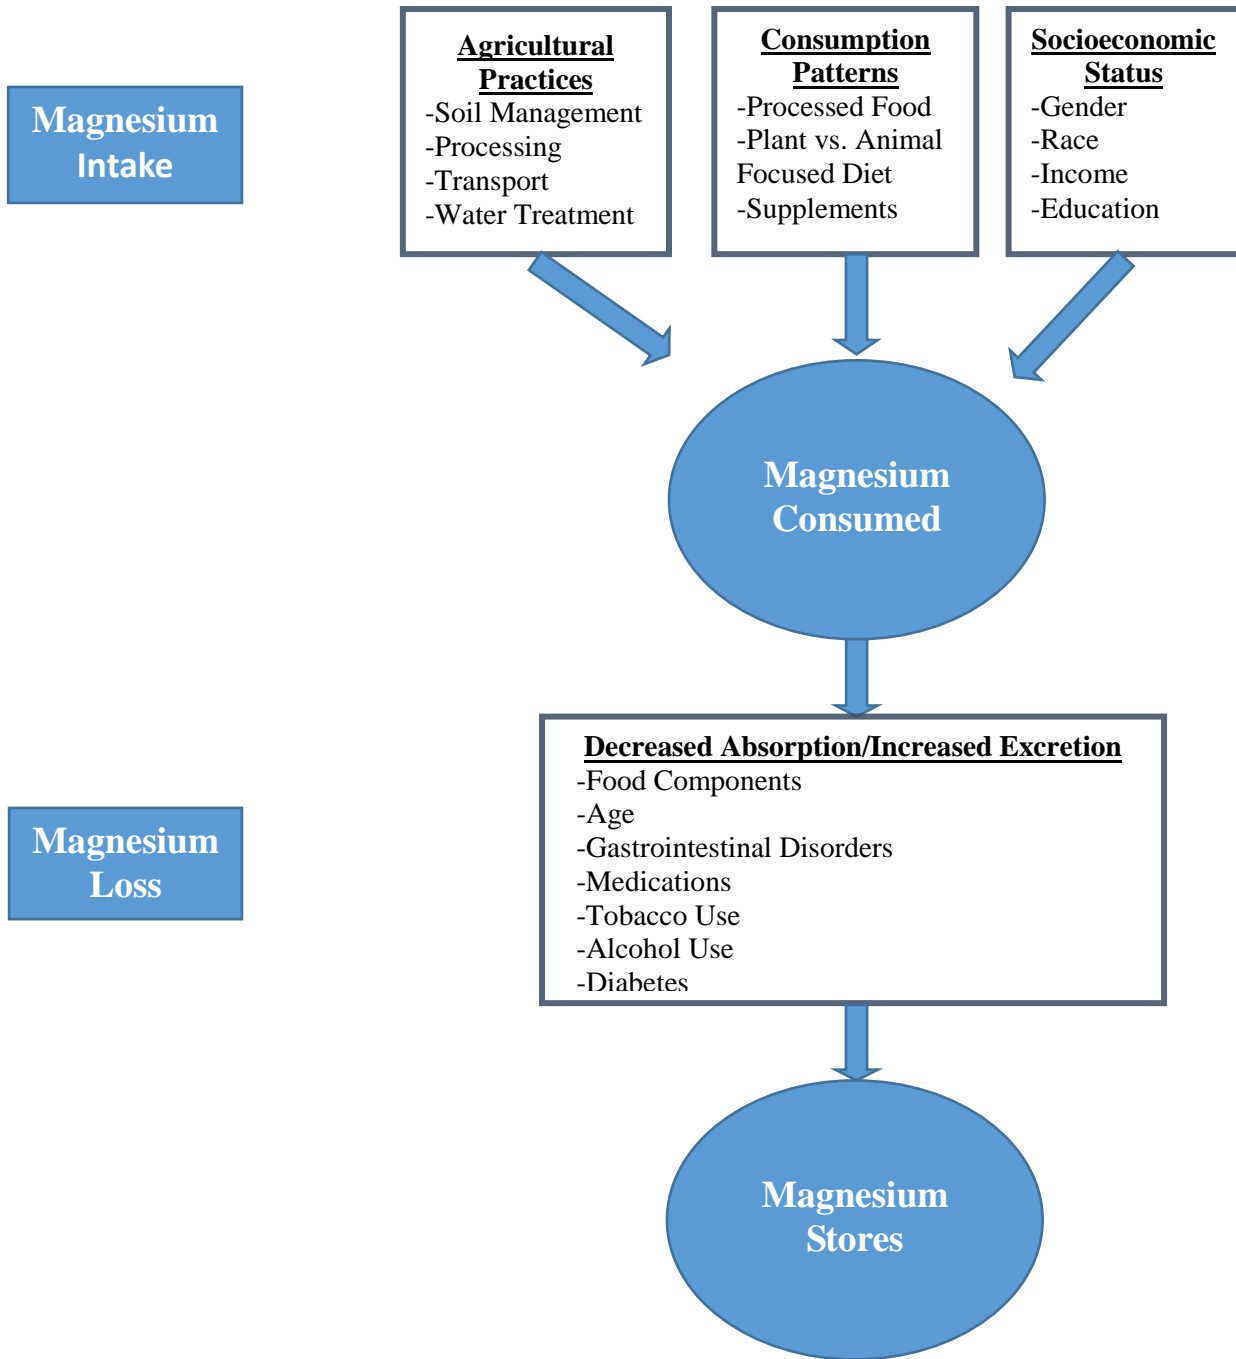 Magnesium
Intake
Agricultural
Practices
-Soil Management
-Processing
-Transport
-Water Treatment
Consumption
Patterns
-Processed Food
-Plant vs. Animal
Focused Diet
-Supplements
Socioeconomic
Status
-Gender
-Race
-Income
-Education
Magnesium
Consumed
Magnesium
Loss
Decreased Absorption/Increased Excretion
-Food Components
-Age
-Gastrointestinal Disorders
-Medications
-Tobacco Use
-Alcohol Use
-Diabetes
Magnesium
Stores